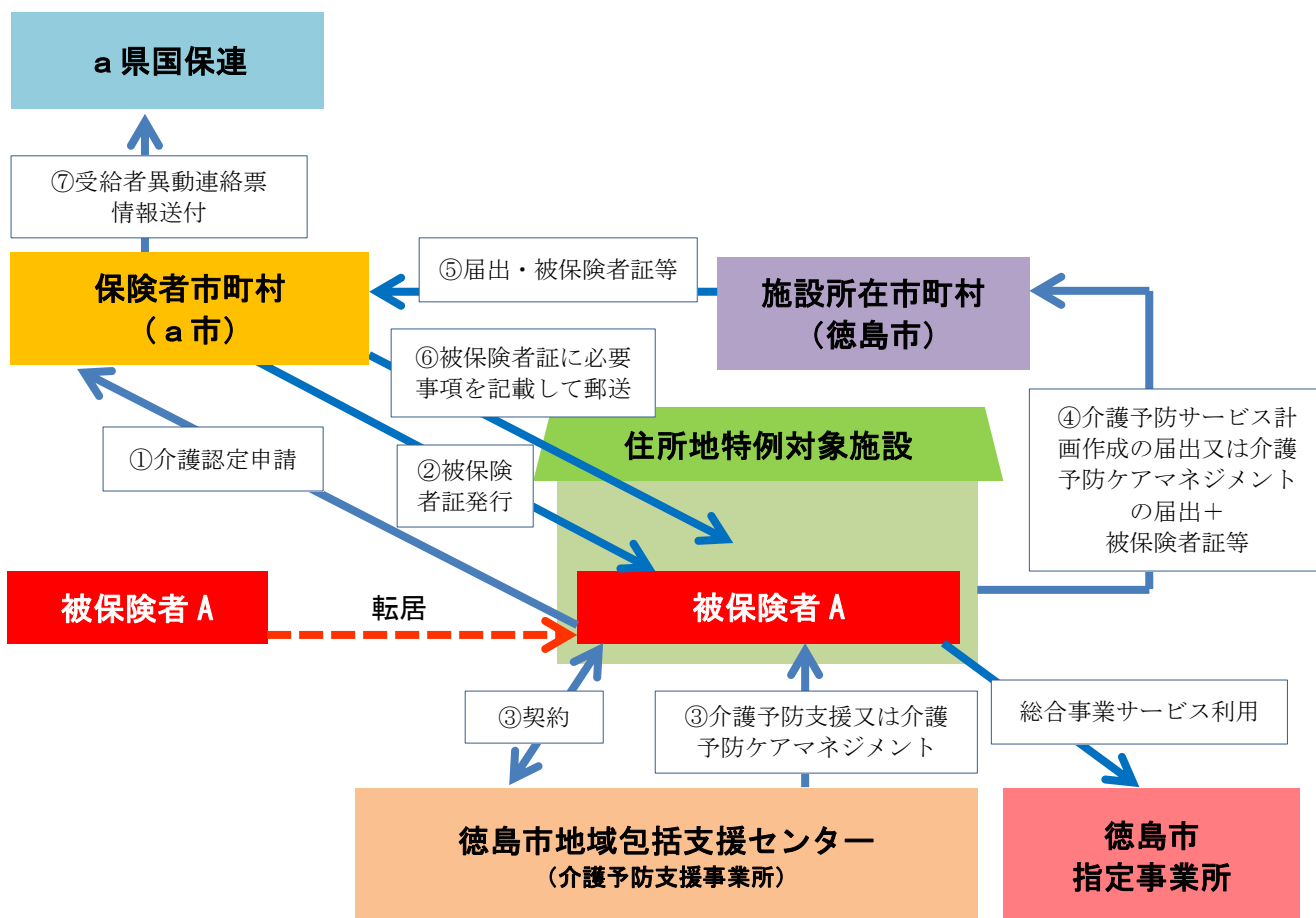 a県国保連
⑦受給者異動連絡票
情報送付
保険者市町村
(a市)
⑤届出・被保険者証等
施設所在市町村
(徳島市)
⑥被保険者証に必要
事項を記載して郵送
①介護認定申請
②被保険
者証発行
住所地特例対象施設
④介護予防サービス計
画作成の届出又は介護
予防ケアマネジメント
の届出+
被保険者証等
被保険者A
転居
被保険者A
③契約
③介護予防支援又は介護
予防ケアマネジメント
総合事業サービス利用
徳島市地域包括支援センター
(介護予防支援事業所)
徳島市
指定事業所